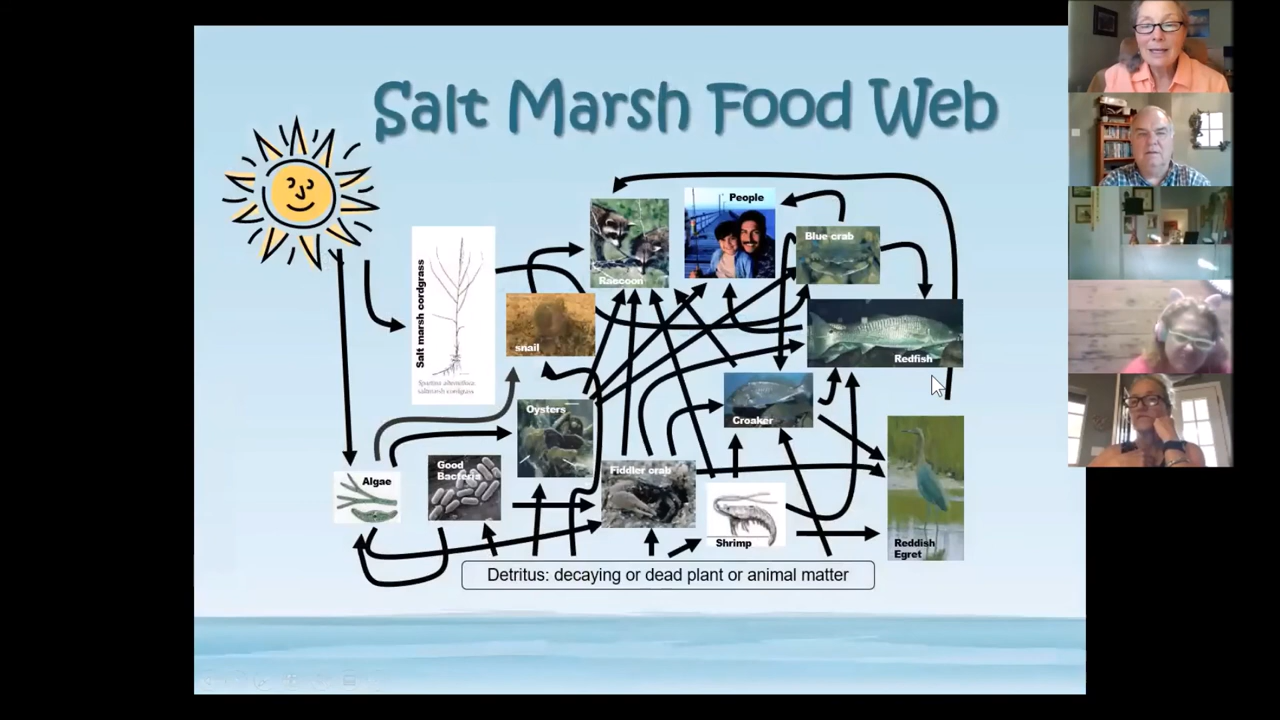 Salt Marsh Food Web
People
Blue crab
Raccoon
Salt marsh cordgrass
snail
Redfish
Spartina alterniflora
saltmarsh cordgrass
Oysters
Croaker
Algae
Good
Bacteria
Fiddler crab
Shrimp
Reddish
Egret
Detritus: decaying or dead plant or animal matter